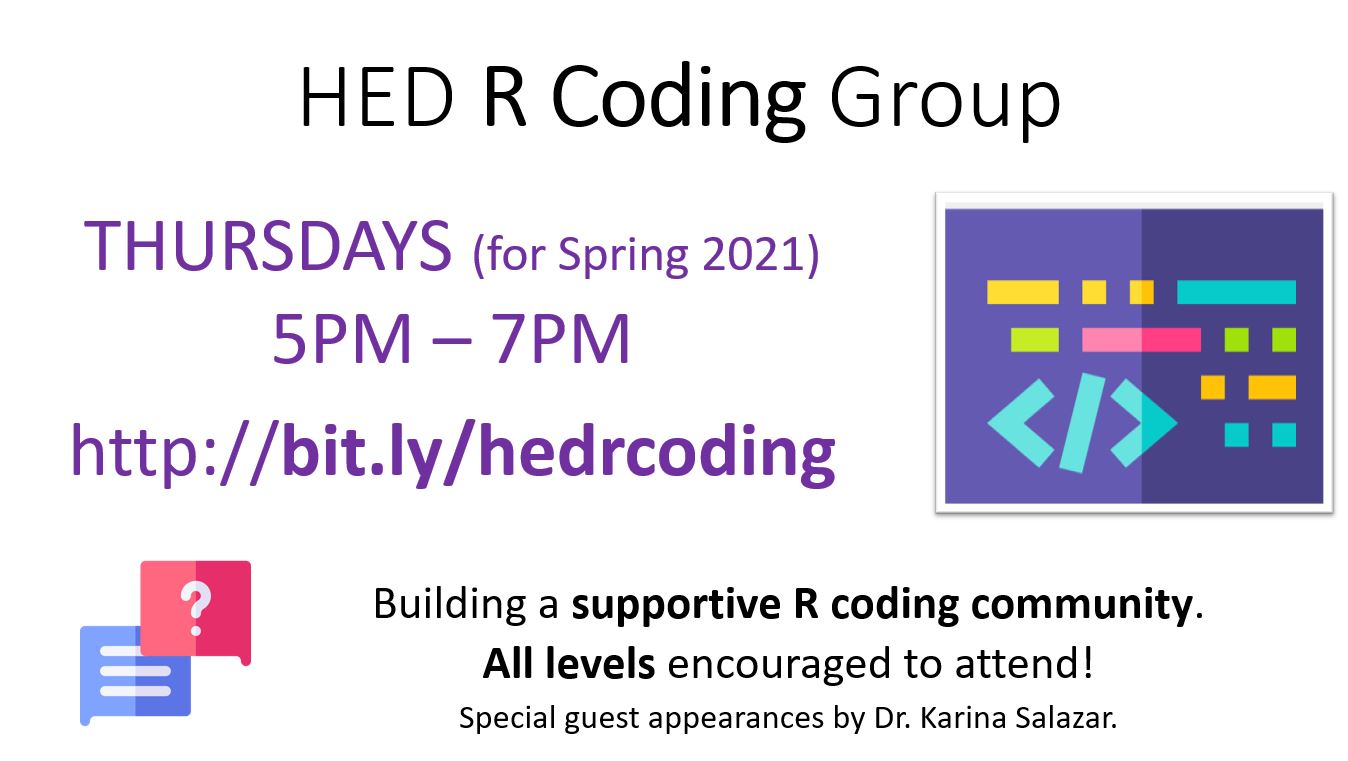 HED R Coding Group
THURSDAYS (for Spring 2021)
5PM – 7PM
http://bit.ly/hedrcoding
?
</>
Building a supportive R coding community.
All levels encouraged to attend!
Special guest appearances by Dr. Karina Salazar.